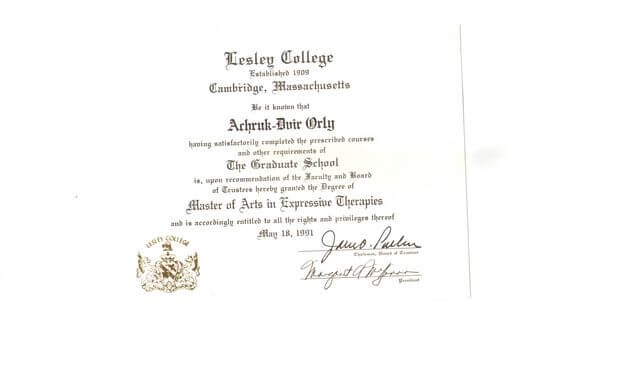 Lesley College
Established 1909
Cambridge, Massachusetts
Be it known that
Achruk-Dvir Orly
having satisfactorily completed the prescribed courses
and other requirements of
The Graduate School
is, upon recommendation of the Faculty and Board
of Trustees hereby granted the Degree of
Master of Arts in Expressive Therapies
and is accordingly entitled to all the rights and privileges thereof
May 18, 1991
Chairman, Board of Trustees
President
LESLEY COLLEGE